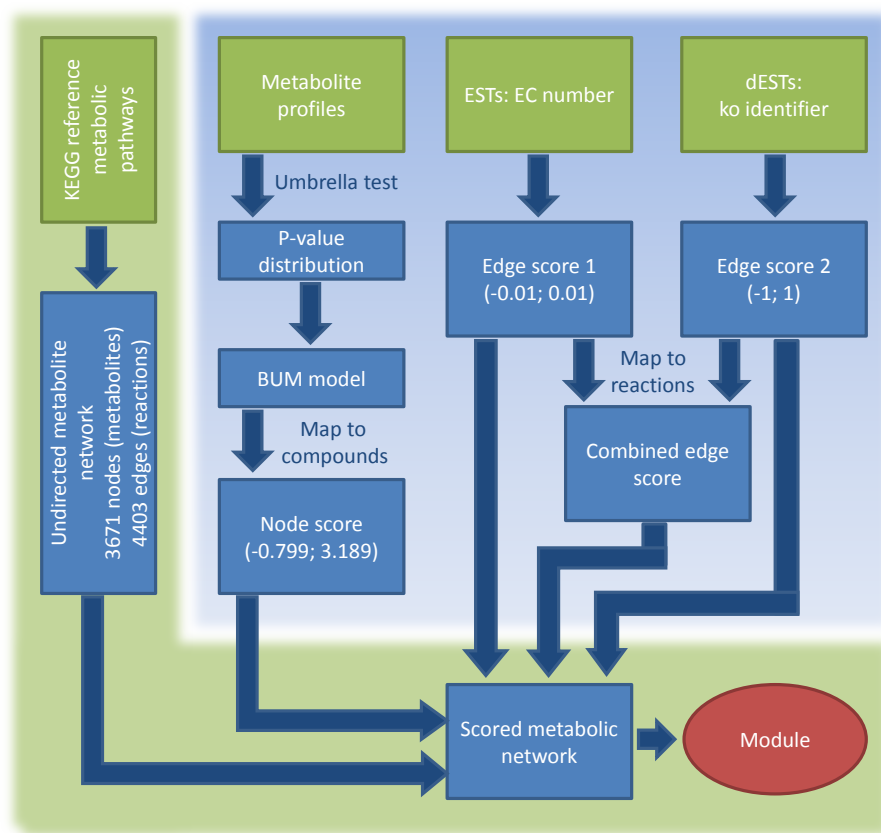 KEGG reference
metabolic
pathways
Metabolite
profiles
ESTs: EC number
dESTs:
ko identifier
Umbrella test
P-value
distribution
Edge score 1
(-0.01; 0.01)
Edge score 2
(-1; 1)
Undirected metabolite
network
3671 nodes (metabolites)
4403 edges (reactions)
BUM model
Map to
reactions
Map to
compounds
Combined edge
score
Node score
(-0.799; 3.189)
Scored metabolic
network
Module